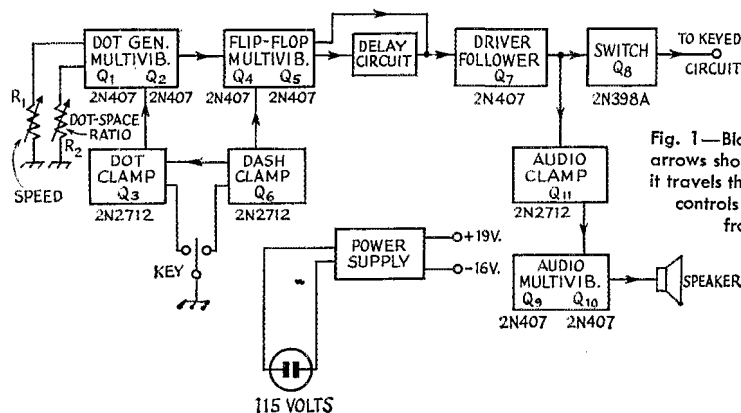 DOT GEN.
MULTIVIB.
Q1 Q2
2N407 2N407
FLIP-FLOP
MULTIVIB.
Q4 Q5
2N407 2N407
DELAY
CIRCUIT
DRIVER
FOLLOWER
Q7
2N407
SWITCH
Q8
2N398A
TO KEYED
CIRCUIT
R1
DOT-SPACE
RATIO
R2
SPEED
DOT
CLAMP
Q3
2N2712
DASH
CLAMP
Q6
2N2712
KEY
AUDIO
CLAMP
Q11
2N2712
POWER
SUPPLY
+19V.
-16V.
AUDIO
MULTIVIB.
Q9 Q10
2N407 2N407
SPEAKER
115 VOLTS
Fig. 1—Blo
arrows sho
it travels th
controls
fro